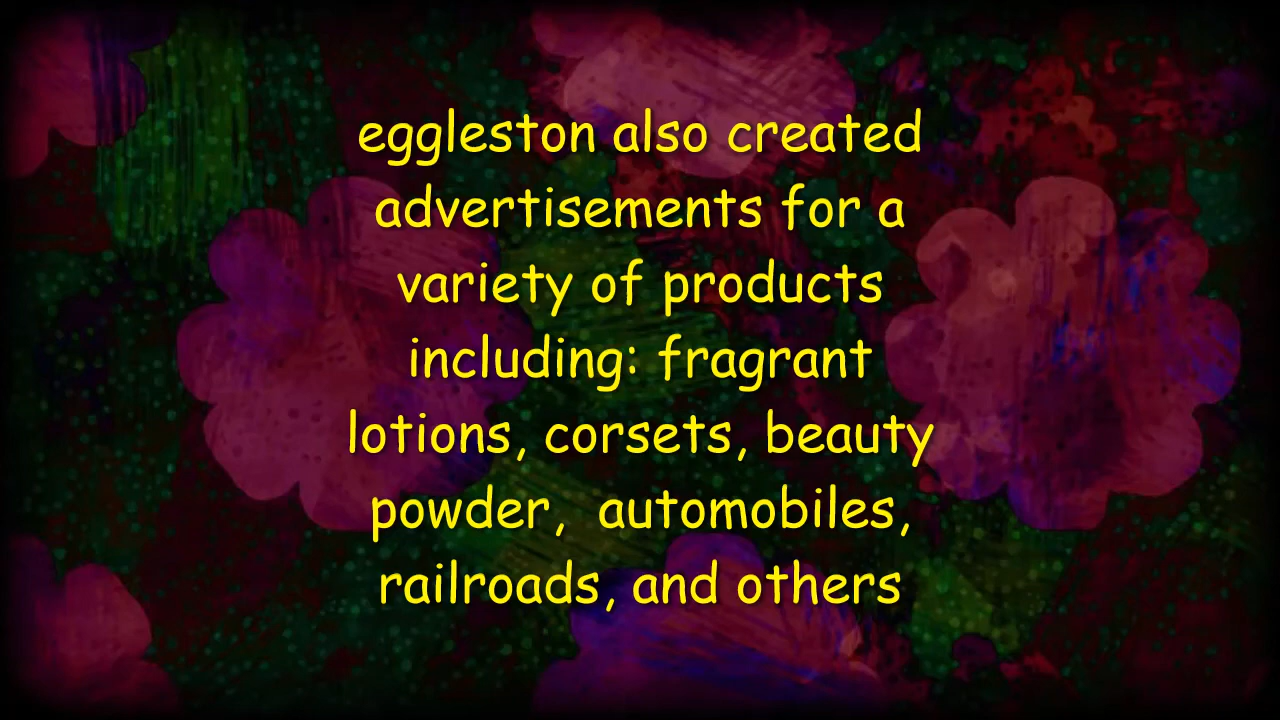 eggleston also created
advertisements for a
variety of products
including: fragrant
lotions, corsets, beauty
powder,  automobiles,
railroads, and others